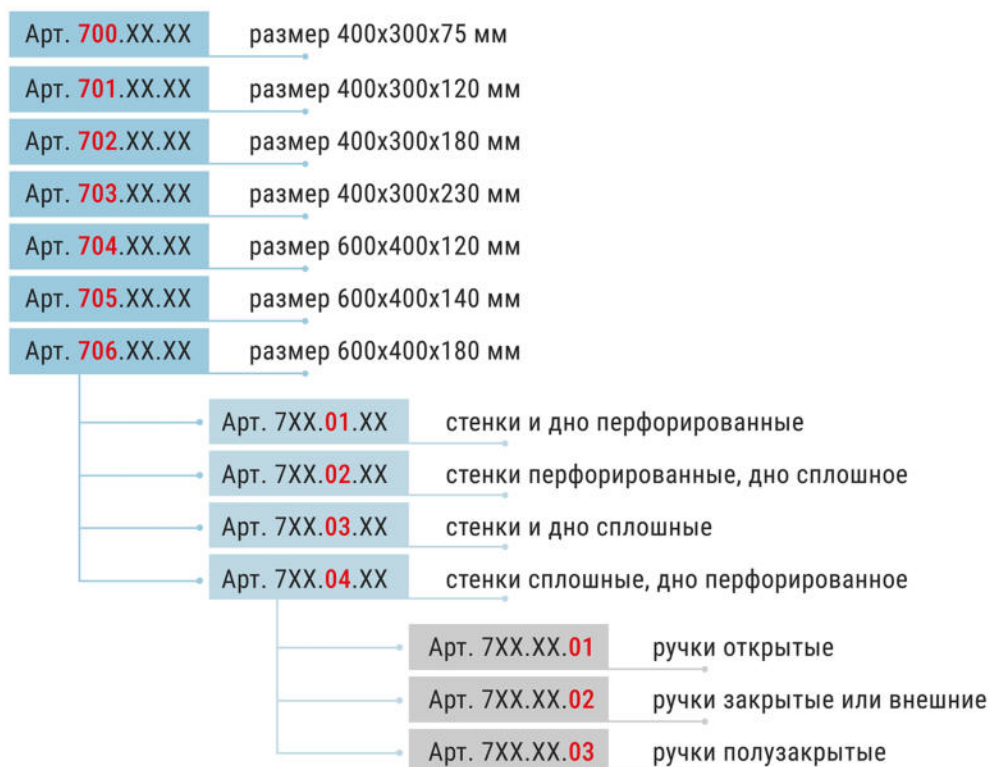 Арт. 700.XX.XX размер 400x300x75 мм
Арт. 701.XX.XX размер 400x300x120 мм
Арт. 702.XX.XX размер 400x300x180 мм
Арт. 703.XX.XX размер 400x300x230 мм
Арт. 704.XX.XX размер 600x400x120 мм
Арт. 705.XX.XX размер 600x400x140 мм
Арт. 706.XX.XX размер 600x400x180 мм
Арт. 7XX.01.XX стенки и дно перфорированные
Арт. 7XX.02.XX стенки перфорированные, дно сплошное
Арт. 7XX.03.XX стенки и дно сплошные
Арт. 7XX.04.XX стенки сплошные, дно перфорированное
Арт. 7XX.XX.01 ручки открытые
Арт. 7XX.XX.02 ручки закрытые или внешние
Арт. 7XX.XX.03 ручки полузакрытые